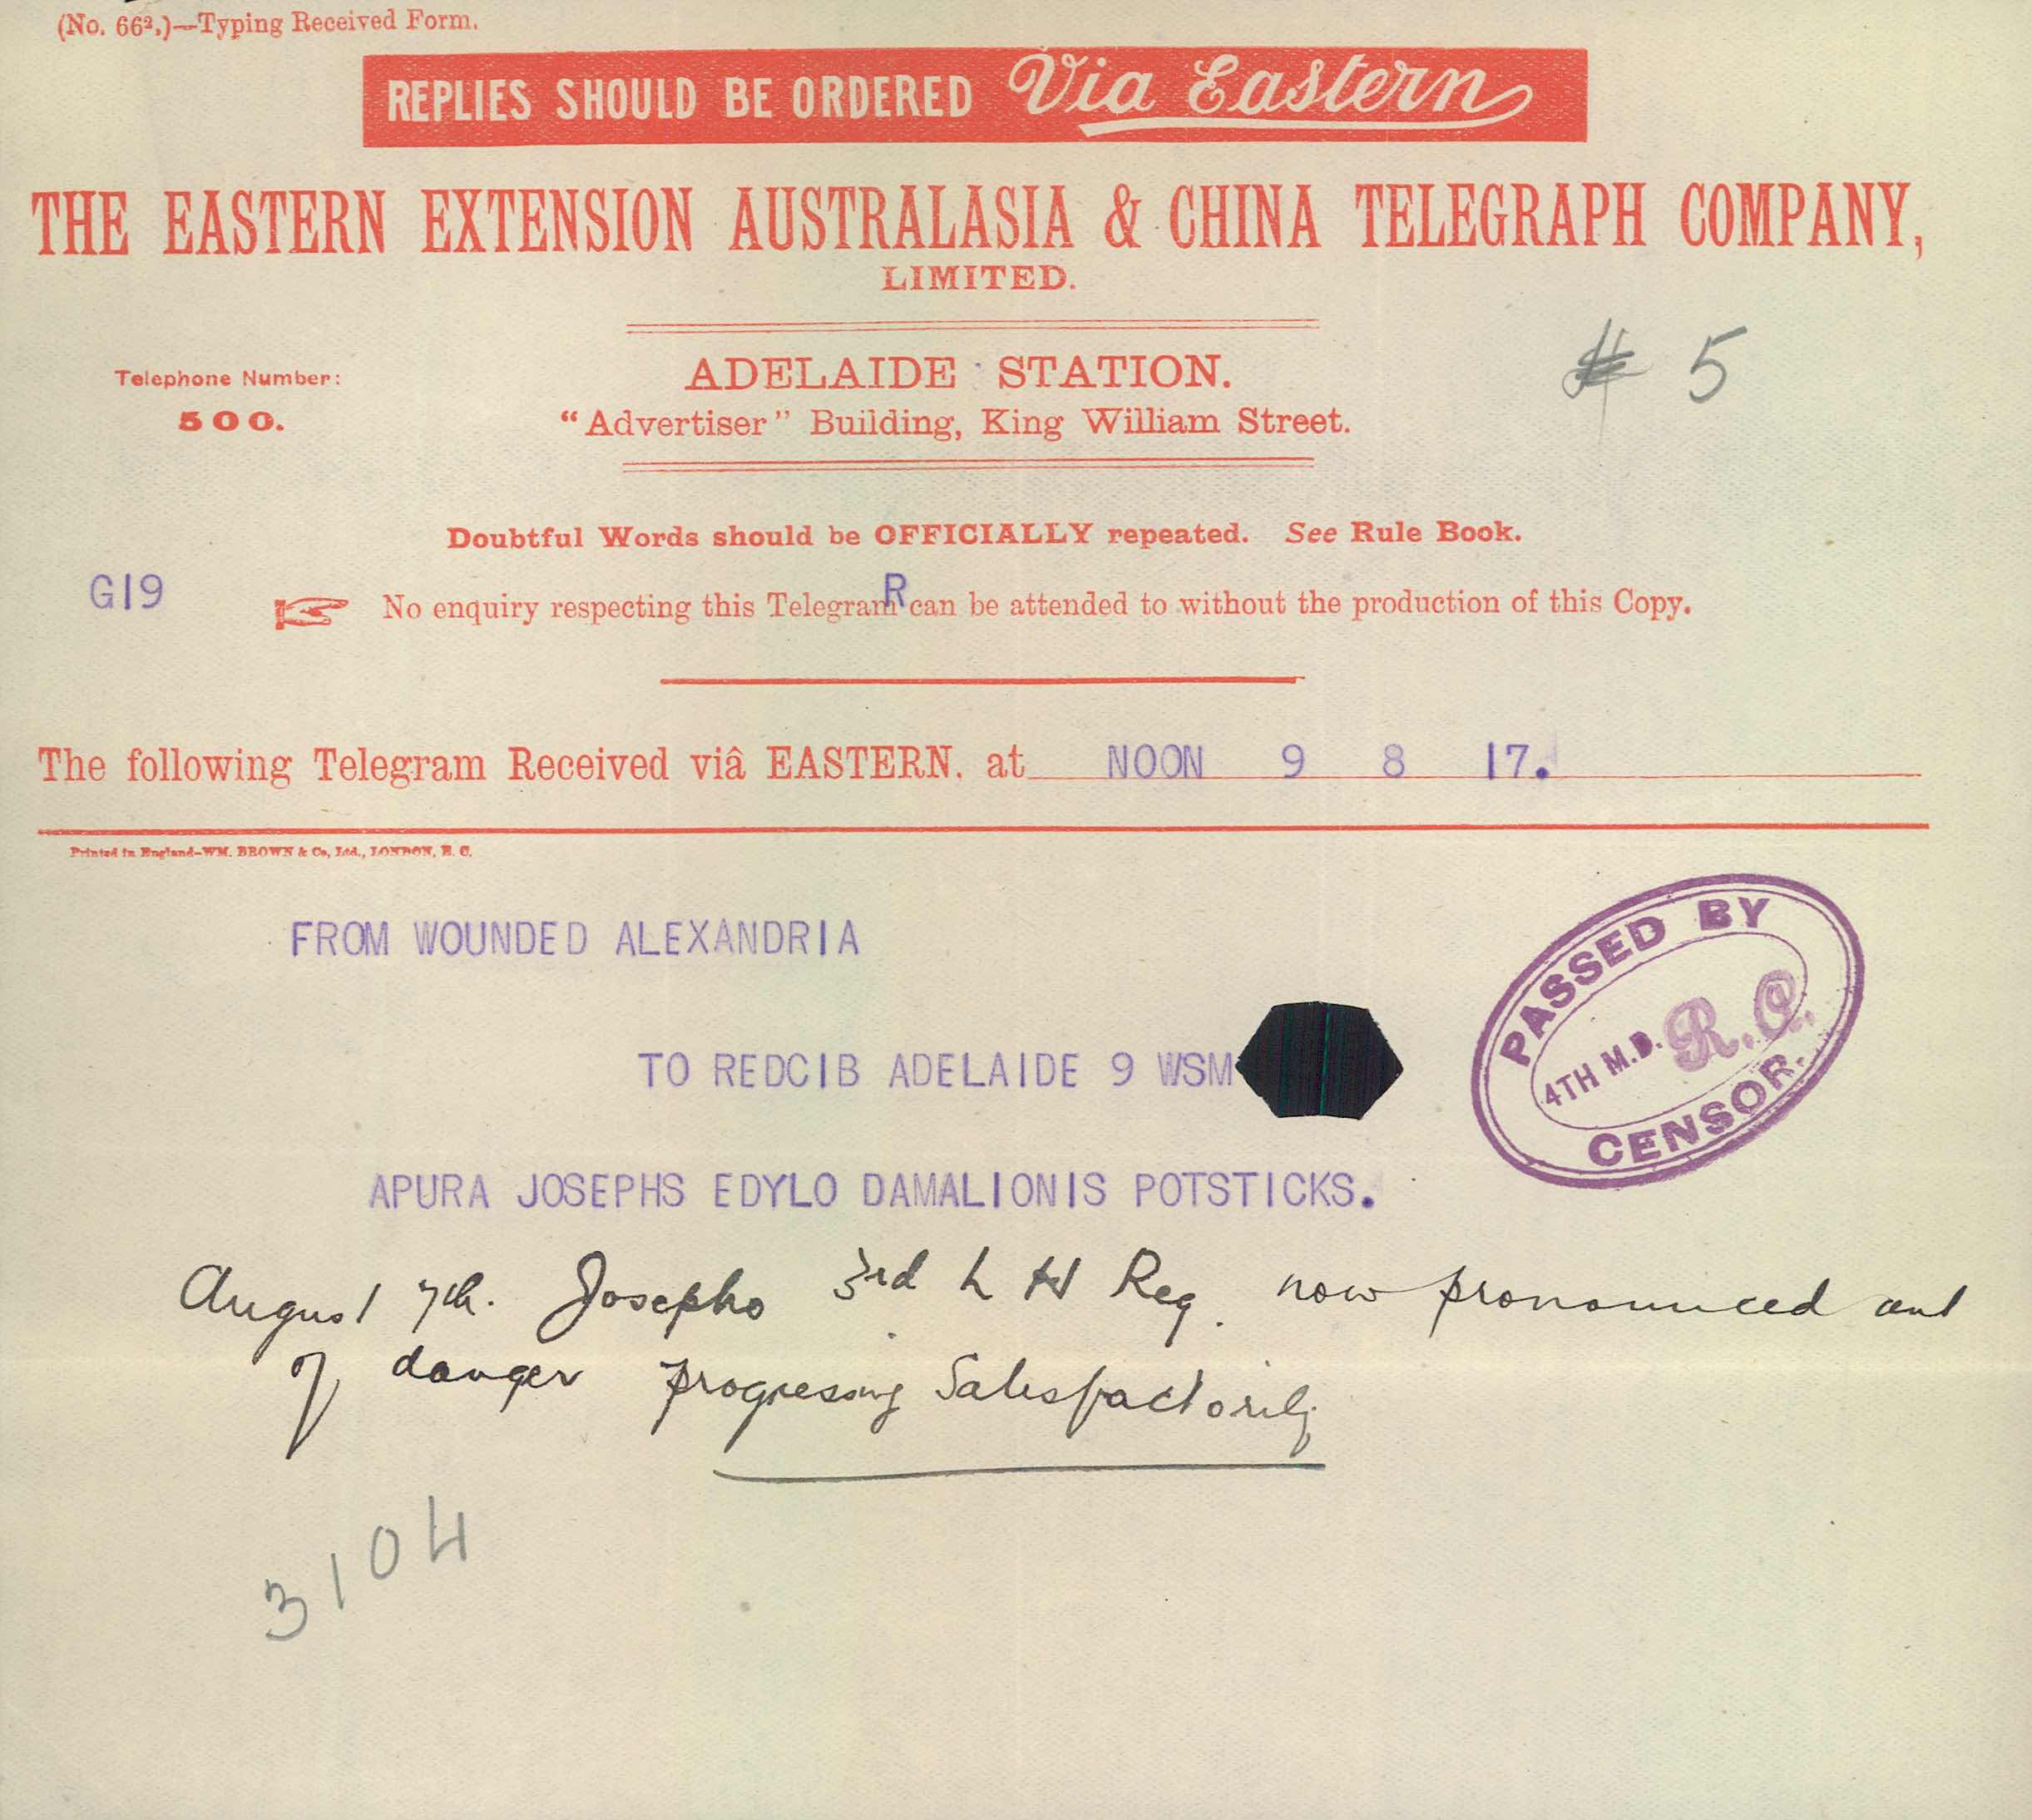 (No. 66².)—Typing Received Form.
REPLIES SHOULD BE ORDERED Via Eastern
THE EASTERN EXTENSION AUSTRALASIA & CHINA TELEGRAPH COMPANY,
LIMITED.
# 5
Telephone Number:
500.
ADELAIDE STATION.
"Advertiser" Building, King William Street.
Doubtful Words should be OFFICIALLY repeated. See Rule Book.
G19 R
No enquiry respecting this Telegram can be attended to without the production of this Copy.
The following Telegram Received viâ EASTERN. at NOON 9 8 17.
Printed in England—WM. BROWN & Co, Ltd., LONDON, E. C.
FROM WOUNDED ALEXANDRIA
TO REDCIB ADELAIDE 9 WSM
PASSED BY
4TH M.D. R.O.
CENSOR.
APURA JOSEPHS EDYLO DAMALIONIS POTSTICKS.
August 7th. Josephs 3rd L H Reg. now pronounced out
of danger progressing Satisfactorily
3104